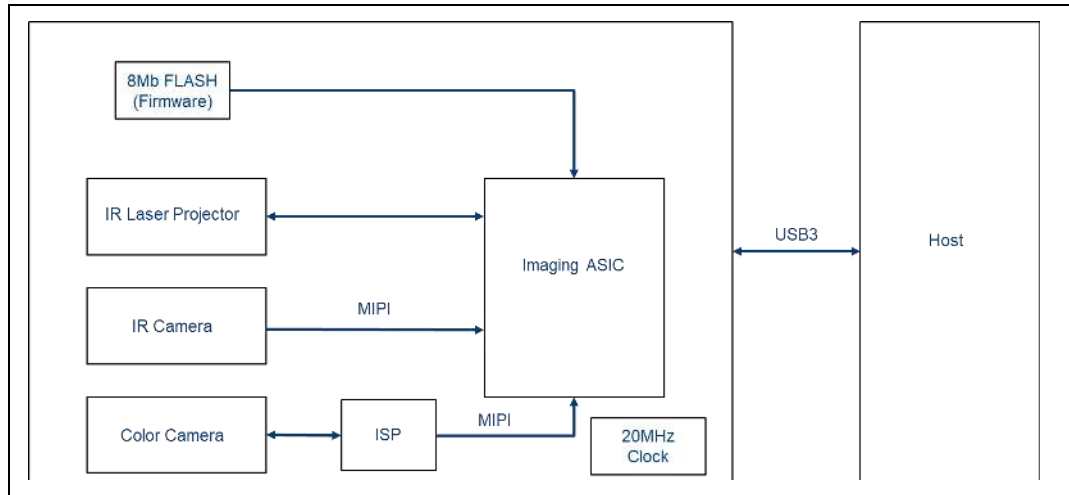 8Mb FLASH
(Firmware)
IR Laser Projector
Imaging ASIC
USB3
Host
MIPI
IR Camera
Color Camera
ISP
MIPI
20MHz
Clock